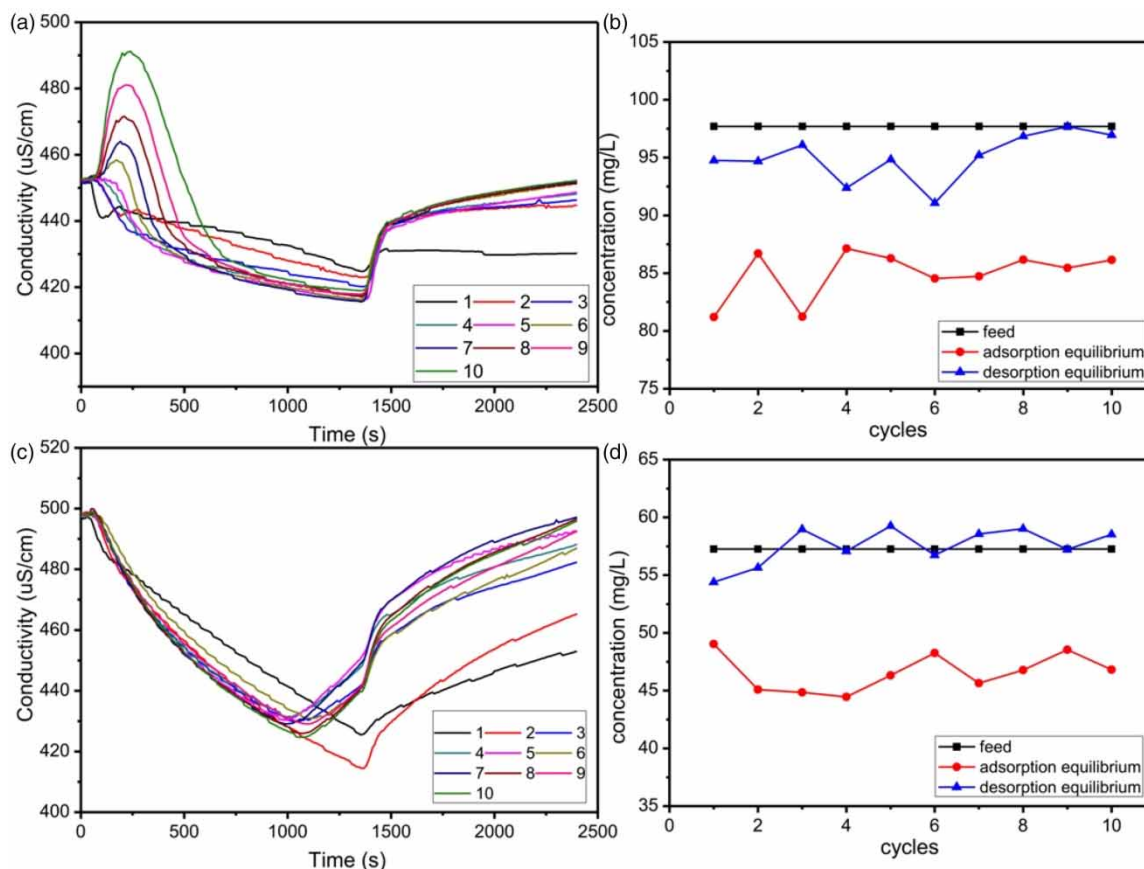 (a)
500
480
460
440
420
400
Conductivity (uS/cm)
0 500 1000 1500 2000 2500
Time (s)
1 2 3
4 5 6
7 8 9
10
(b)
105
100
95
90
85
80
75
concentration (mg/L)
0 2 4 6 8 10
cycles
feed
adsorption equilibrium
desorption equilibrium
(c)
520
500
480
460
440
420
400
Conductivity (uS/cm)
0 500 1000 1500 2000 2500
Time (s)
1 2 3
4 5 6
7 8 9
10
(d)
65
60
55
50
45
40
35
concentration (mg/L)
0 2 4 6 8 10
cycles
feed
adsorption equilibrium
desorption equilibrium